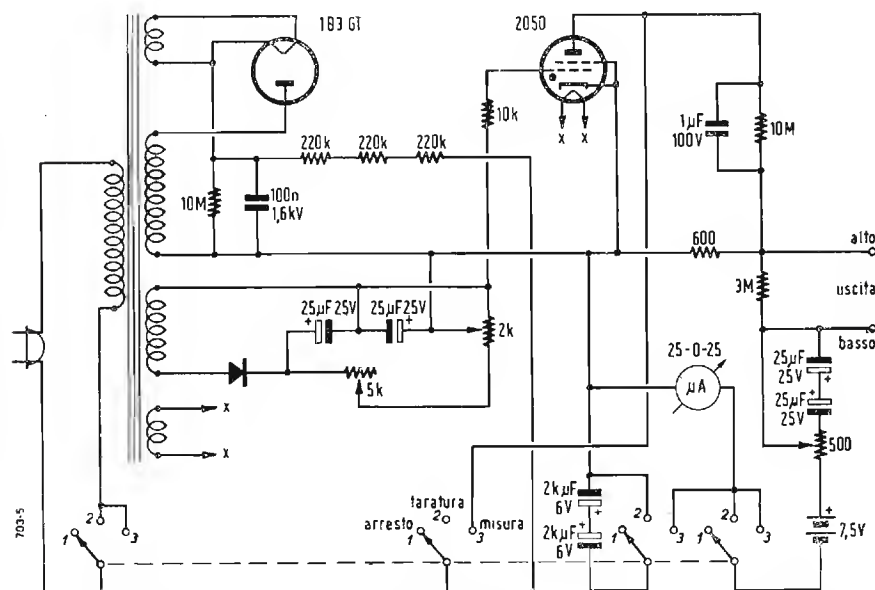 1B3 GT
2050
10k
x x
1µF
100V
10M
220k 220k 220k
10M
100n
1,6kV
600
alto
uscita
3M
basso
25µF 25V 25µF 25V
+ +
2k
5k
25-0-25
µA
25µF
25V
+
25µF
25V
+
500
x
x
taratura
arresto
misura
1 2 3
1 2 3
2kµF
6V
+
2kµF
6V
+
1 2 3
1 2 3
+
7,5V
703-5